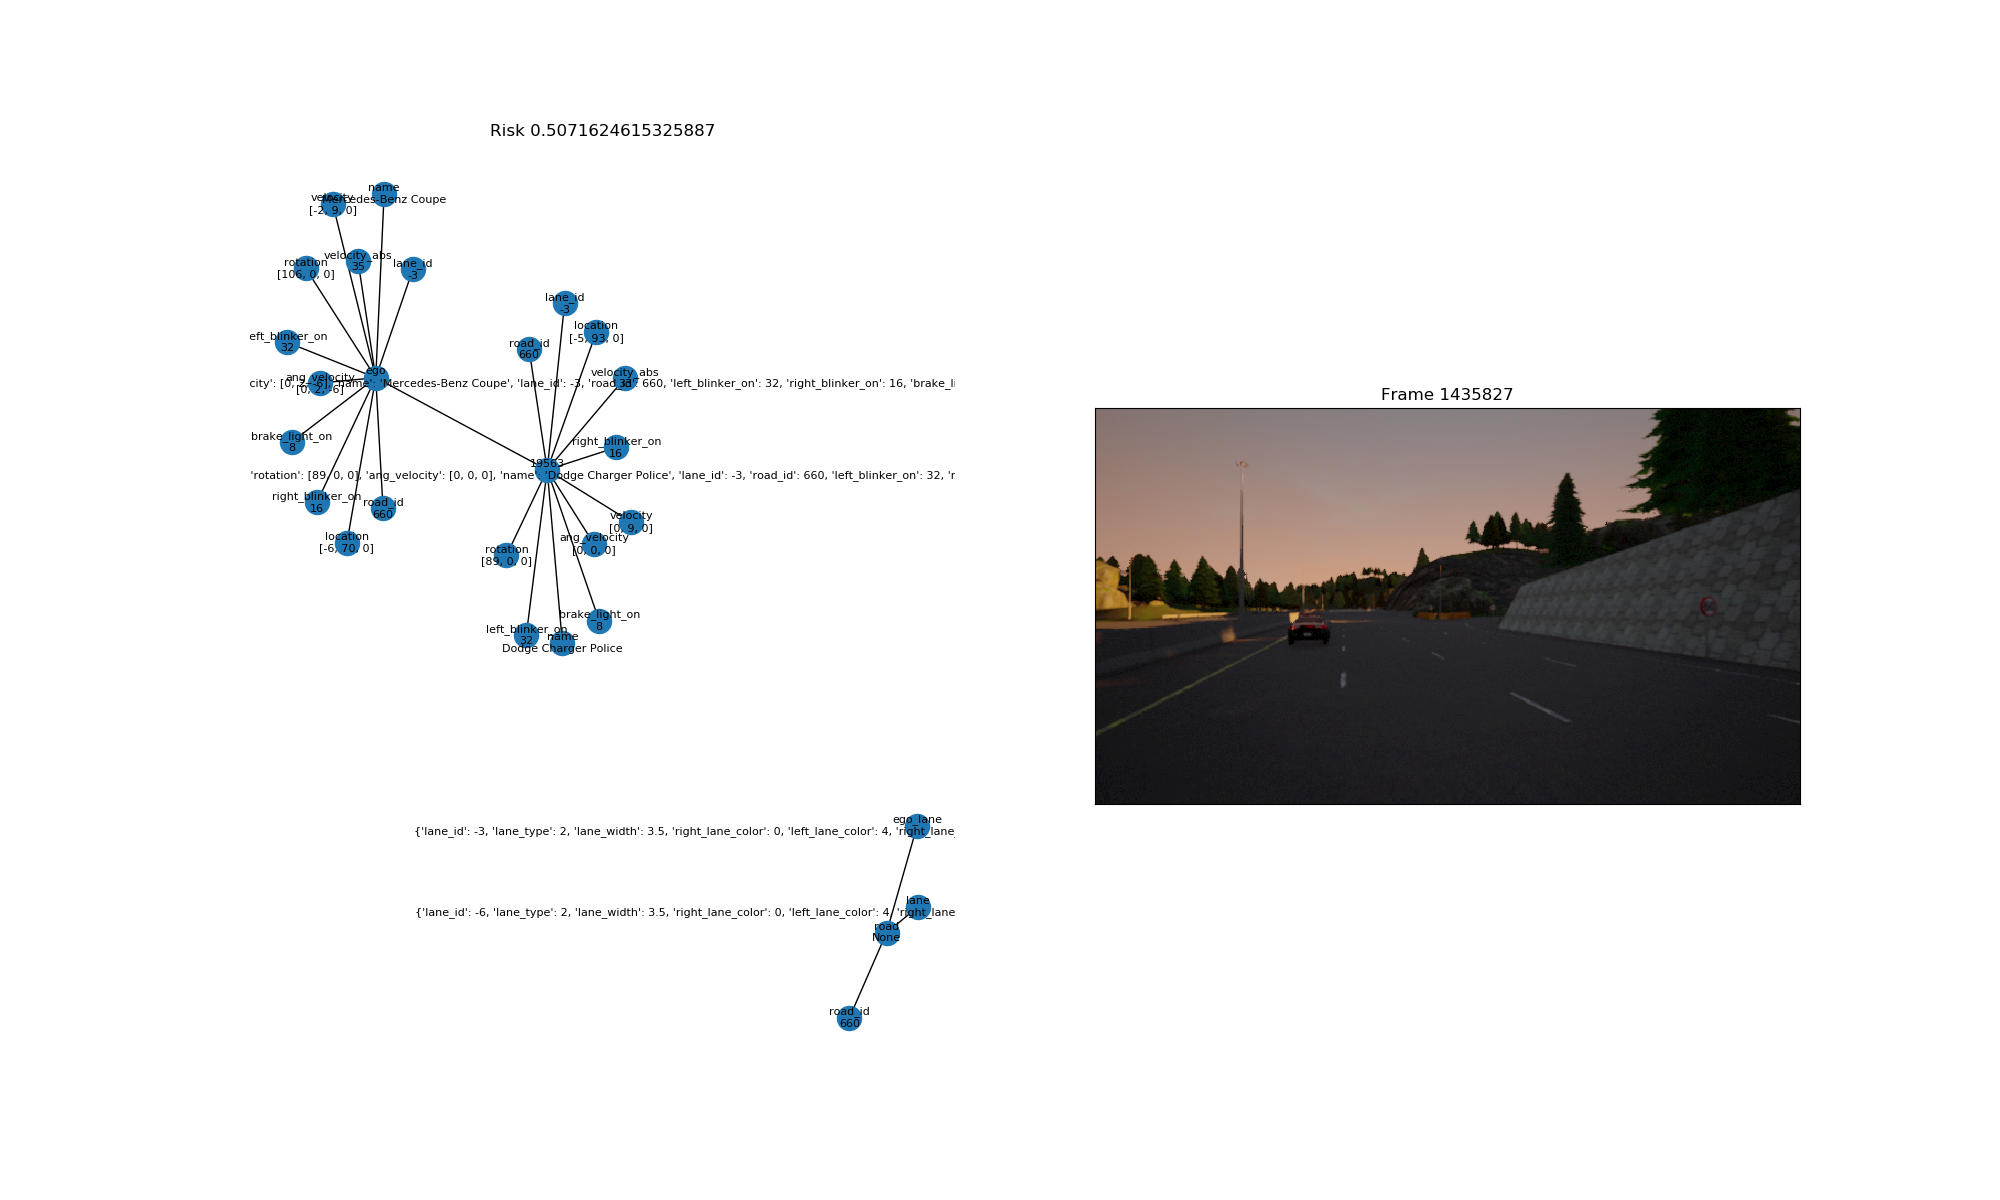 Risk 0.5071624615325887
name
Mercedes-Benz Coupe
velocity
[-2, 9, 0]
velocity_abs
35
rotation
[106, 0, 0]
lane_id
-3
lane_id
-3
location
[-5, 93, 0]
eft_blinker_on
32
road_id
660
ego
velocity_abs
ang_velocity
[0, 2, -6]
city': [0, 2, -6], 'name': 'Mercedes-Benz Coupe', 'lane_id': -3, 'road_id': 660, 'left_blinker_on': 32, 'right_blinker_on': 16, 'brake_li
Frame 1435827
brake_light_on
8
right_blinker_on
16
19563
'rotation': [89, 0, 0], 'ang_velocity': [0, 0, 0], 'name': 'Dodge Charger Police', 'lane_id': -3, 'road_id': 660, 'left_blinker_on': 32, 'r
right_blinker_on
16
road_id
660
velocity
[0, 9, 0]
location
[-6, 70, 0]
ang_velocity
[0, 0, 0]
rotation
[89, 0, 0]
brake_light_on
8
left_blinker_on
32
name
Dodge Charger Police
ego_lane
{'lane_id': -3, 'lane_type': 2, 'lane_width': 3.5, 'right_lane_color': 0, 'left_lane_color': 4, 'right_lane_
lane
{'lane_id': -6, 'lane_type': 2, 'lane_width': 3.5, 'right_lane_color': 0, 'left_lane_color': 4, 'right_lane
road
None
road_id
660